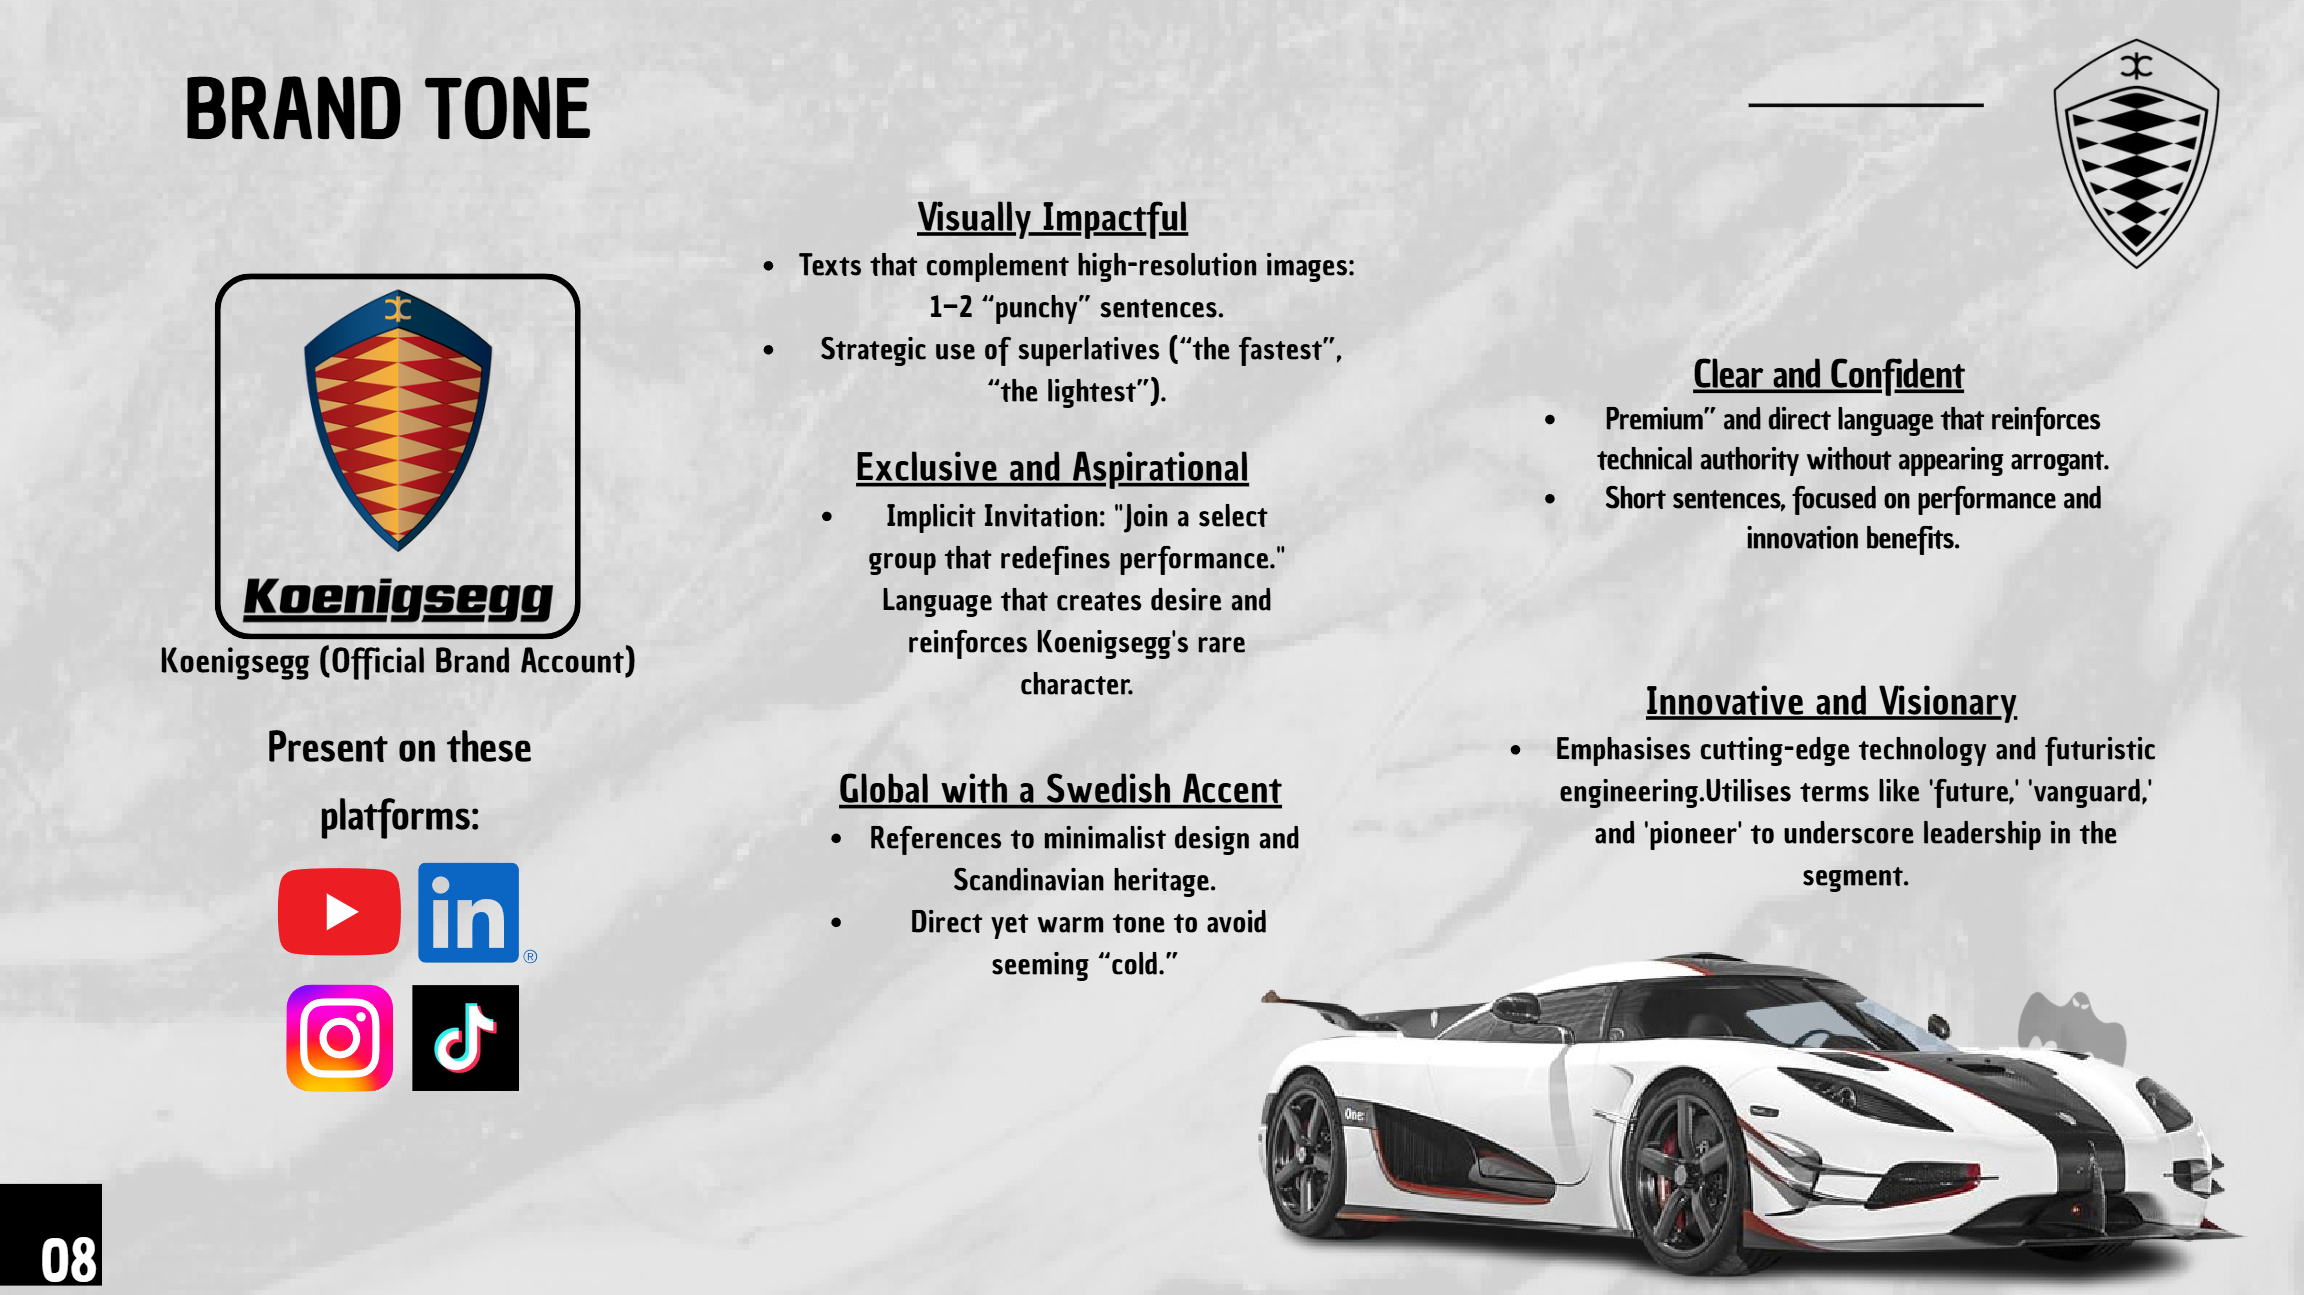 BRAND TONE
Koenigsegg
Koenigsegg (Official Brand Account)
Present on these
platforms:
in
®
Visually Impactful
• Texts that complement high-resolution images:
1–2 “punchy” sentences.
• Strategic use of superlatives (“the fastest”,
“the lightest”).
Exclusive and Aspirational
• Implicit Invitation: "Join a select
group that redefines performance."
Language that creates desire and
reinforces Koenigsegg's rare
character.
Global with a Swedish Accent
• References to minimalist design and
Scandinavian heritage.
• Direct yet warm tone to avoid
seeming “cold.”
Clear and Confident
• Premium” and direct language that reinforces
technical authority without appearing arrogant.
• Short sentences, focused on performance and
innovation benefits.
Innovative and Visionary
• Emphasises cutting-edge technology and futuristic
engineering.Utilises terms like 'future,' 'vanguard,'
and 'pioneer' to underscore leadership in the
segment.
One:
08